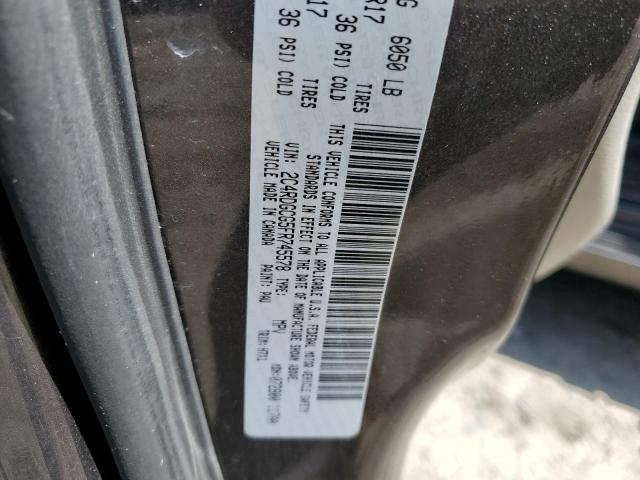 G 6050 LB
R17
36 PSI) COLD
TIRES
17
36 PSI) COLD
TIRES
THIS VEHICLE CONFORMS TO ALL APPLICABLE U.S.A. FEDERAL MOTOR VEHICLE SAFETY
STANDARDS IN EFFECT ON THE DATE OF MANUFACTURE SHOWN ABOVE.
VIN: 2C4RDGCG5FR745578 TYPE: MPV
VEHICLE MADE IN CANADA
PAINT: PAU